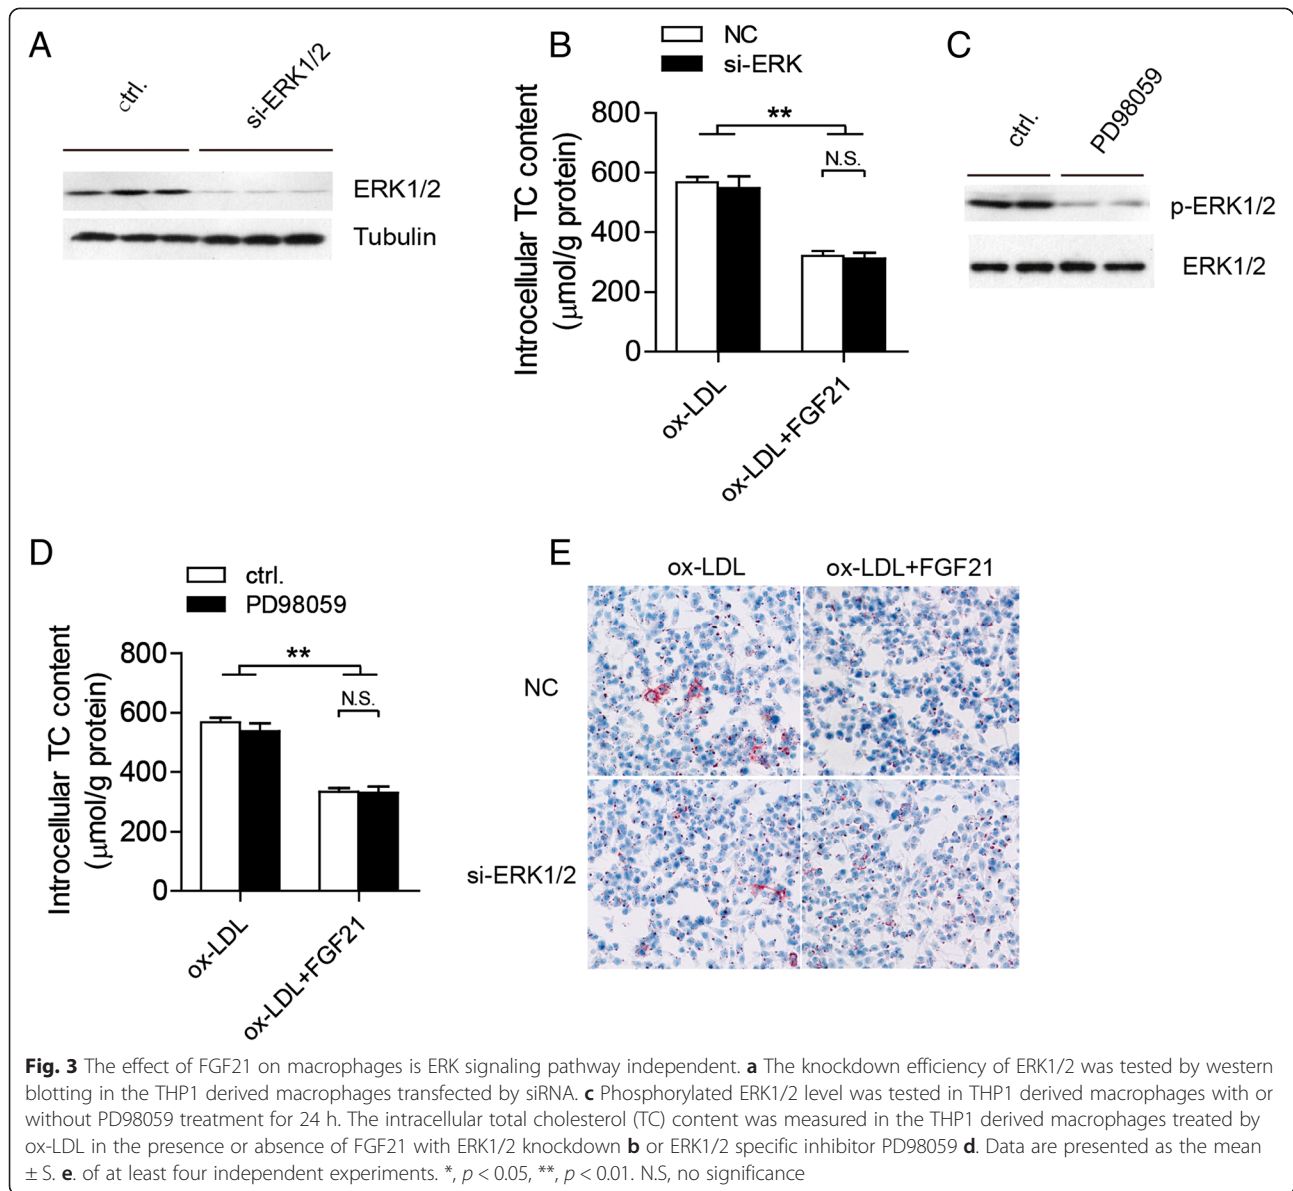 A
ctrl.
si-ERK1/2
ERK1/2
Tubulin
B
NC
si-ERK
Introcellular TC content
(μmol/g protein)
800
600
400
200
0
**
N.S.
ox-LDL
ox-LDL+FGF21
C
ctrl.
PD98059
p-ERK1/2
ERK1/2
D
ctrl.
PD98059
Introcellular TC content
(μmol/g protein)
800
600
400
200
0
**
N.S.
ox-LDL
ox-LDL+FGF21
E
ox-LDL
ox-LDL+FGF21
NC
si-ERK1/2
Fig. 3 The effect of FGF21 on macrophages is ERK signaling pathway independent. a The knockdown efficiency of ERK1/2 was tested by western
blotting in the THP1 derived macrophages transfected by siRNA. c Phosphorylated ERK1/2 level was tested in THP1 derived macrophages with or
without PD98059 treatment for 24 h. The intracellular total cholesterol (TC) content was measured in the THP1 derived macrophages treated by
ox-LDL in the presence or absence of FGF21 with ERK1/2 knockdown b or ERK1/2 specific inhibitor PD98059 d. Data are presented as the mean
± S. e. of at least four independent experiments. *, p < 0.05, **, p < 0.01. N.S, no significance